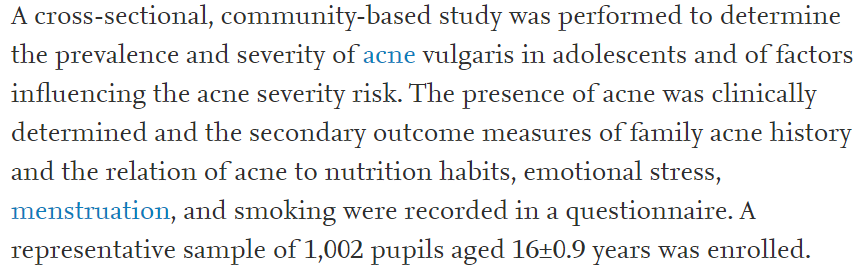 A cross-sectional, community-based study was performed to determine
the prevalence and severity of acne vulgaris in adolescents and of factors
influencing the acne severity risk. The presence of acne was clinically
determined and the secondary outcome measures of family acne history
and the relation of acne to nutrition habits, emotional stress,
menstruation, and smoking were recorded in a questionnaire. A
representative sample of 1,002 pupils aged 16±0.9 years was enrolled.